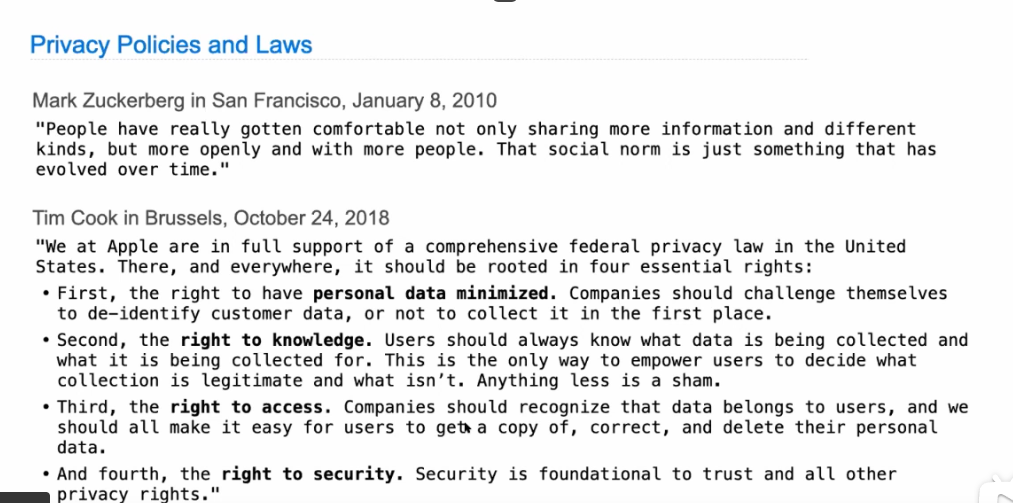 Privacy Policies and Laws
Mark Zuckerberg in San Francisco, January 8, 2010
"People have really gotten comfortable not only sharing more information and different
kinds, but more openly and with more people. That social norm is just something that has
evolved over time."
Tim Cook in Brussels, October 24, 2018
"We at Apple are in full support of a comprehensive federal privacy law in the United
States. There, and everywhere, it should be rooted in four essential rights:
• First, the right to have personal data minimized. Companies should challenge themselves
to de-identify customer data, or not to collect it in the first place.
• Second, the right to knowledge. Users should always know what data is being collected and
what it is being collected for. This is the only way to empower users to decide what
collection is legitimate and what isn’t. Anything less is a sham.
• Third, the right to access. Companies should recognize that data belongs to users, and we
should all make it easy for users to get a copy of, correct, and delete their personal
data.
• And fourth, the right to security. Security is foundational to trust and all other
privacy rights."